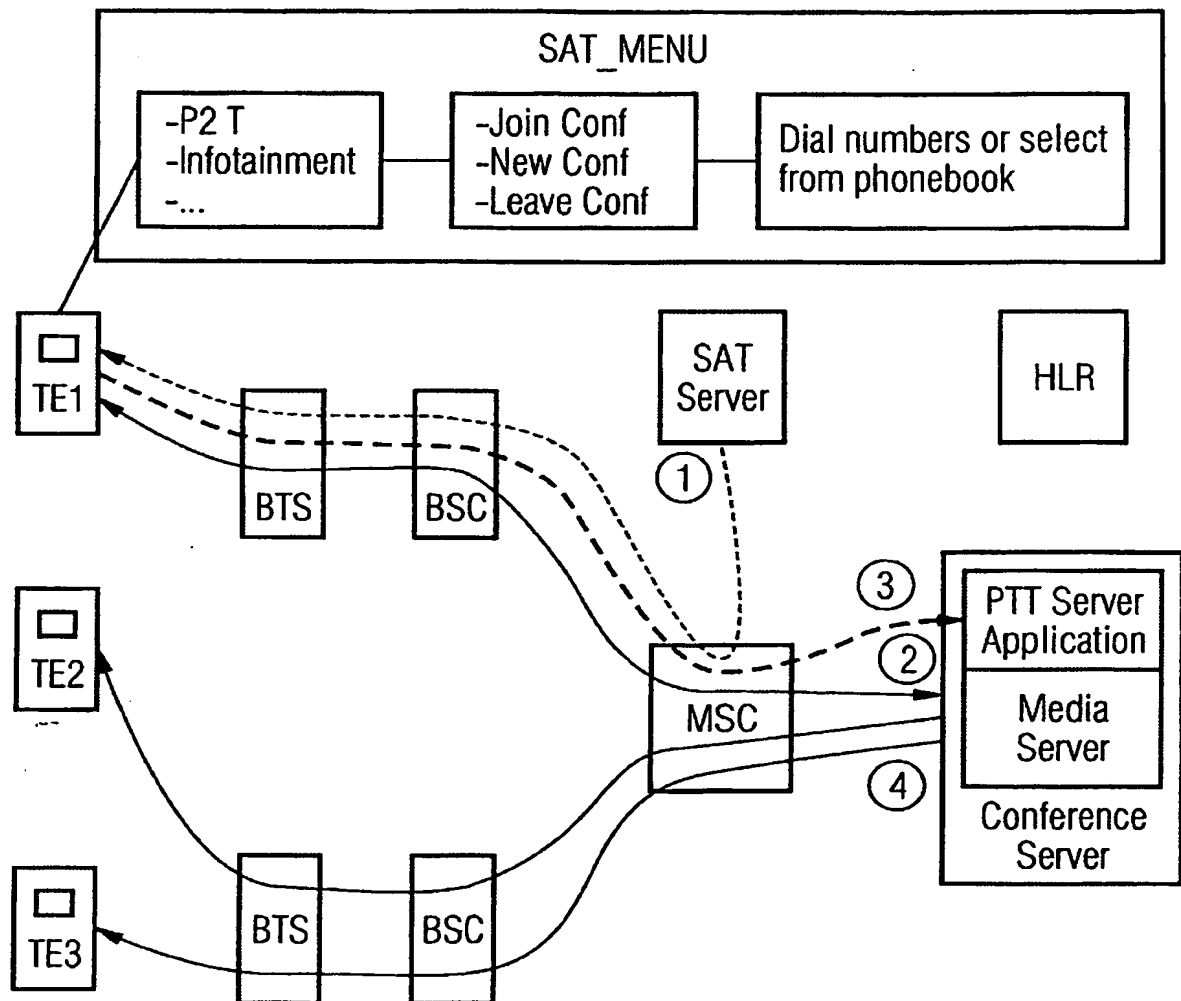 SAT_MENU
-P2 T
-Infotainment
-...
-Join Conf
-New Conf
-Leave Conf
Dial numbers or select
from phonebook
TE1
BTS
BSC
SAT
Server
HLR
1
TE2
MSC
3
2
4
PTT Server
Application
Media
Server
Conference
Server
TE3
BTS
BSC